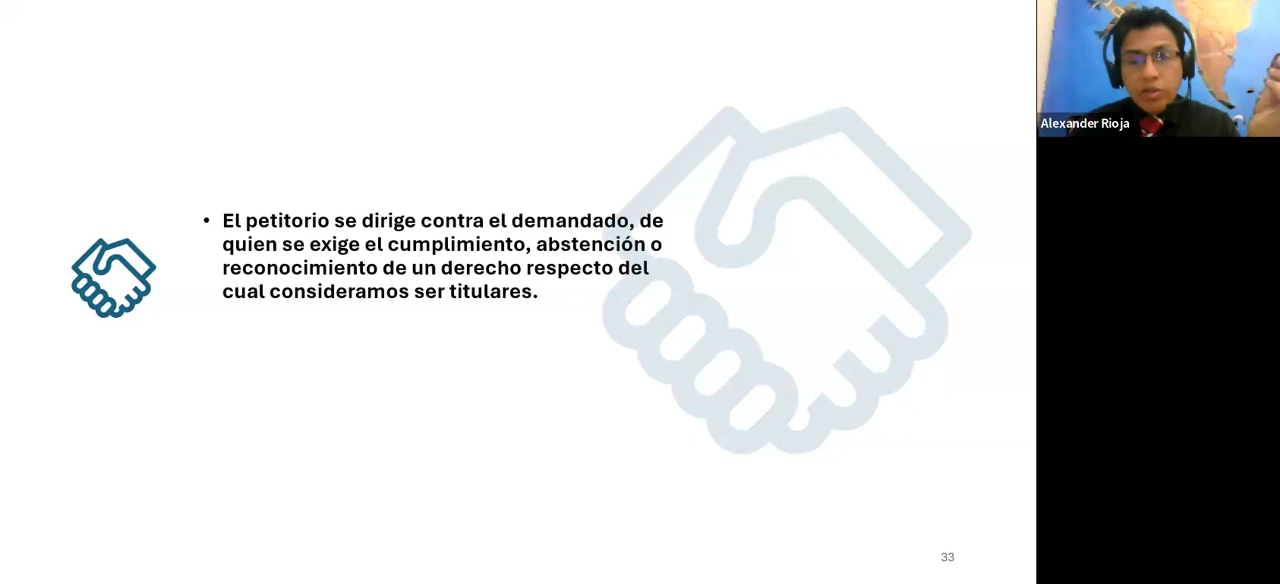 • El petitorio se dirige contra el demandado, de
quien se exige el cumplimiento, abstención o
reconocimiento de un derecho respecto del
cual consideramos ser titulares.
Alexander Rioja
33